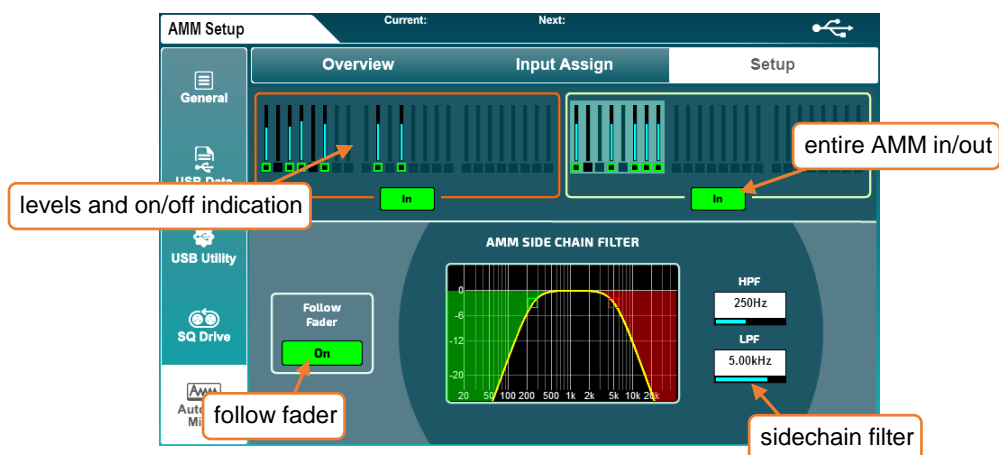 AMM Setup
Current:
Next:
Overview
Input Assign
Setup
General
entire AMM in/out
USB Data
levels and on/off indication
In
In
USB Utility
AMM SIDE CHAIN FILTER
HPF
250Hz
LPF
5.00kHz
Follow
Fader
On
0
-6
-12
-20
20 50 100 200 500 1k 2k 5k 10k 20k
SQ Drive
follow fader
sidechain filter